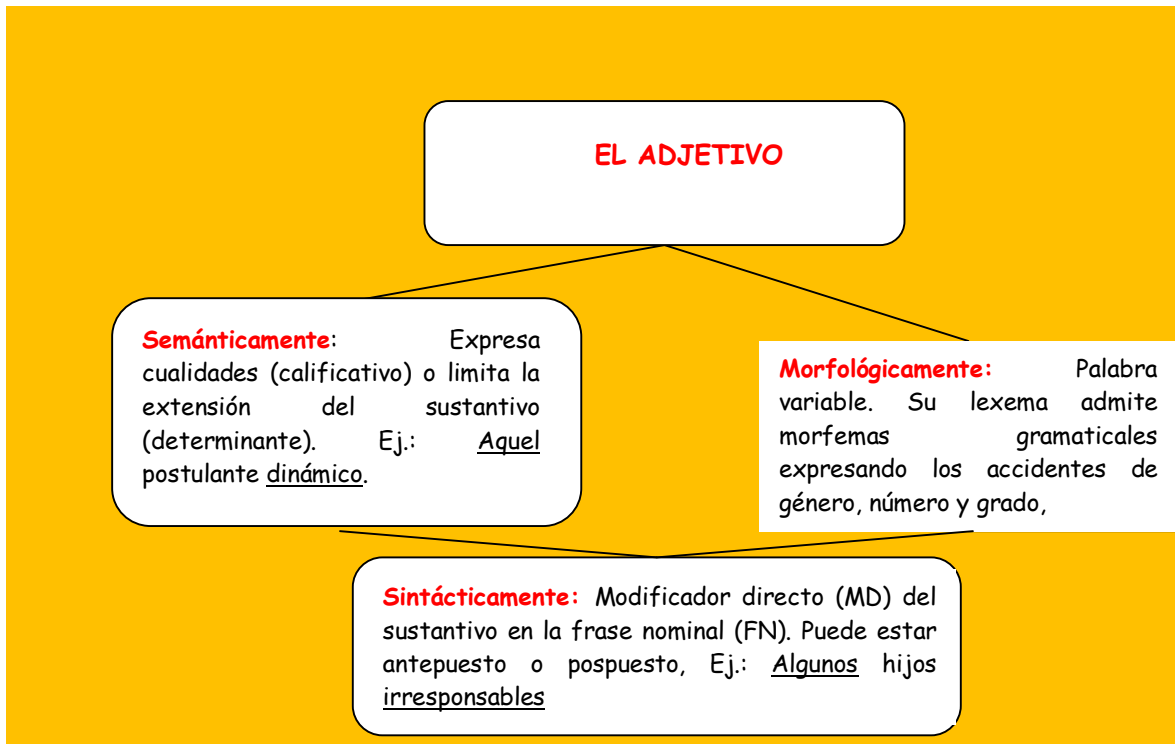 EL ADJETIVO
Semánticamente: Expresa
cualidades (calificativo) o limita la
extensión del sustantivo
(determinante). Ej.: Aquel
postulante dinámico.
Morfológicamente: Palabra
variable. Su lexema admite
morfemas gramaticales
expresando los accidentes de
género, número y grado,
Sintácticamente: Modificador directo (MD) del
sustantivo en la frase nominal (FN). Puede estar
antepuesto o pospuesto, Ej.: Algunos hijos
irresponsables